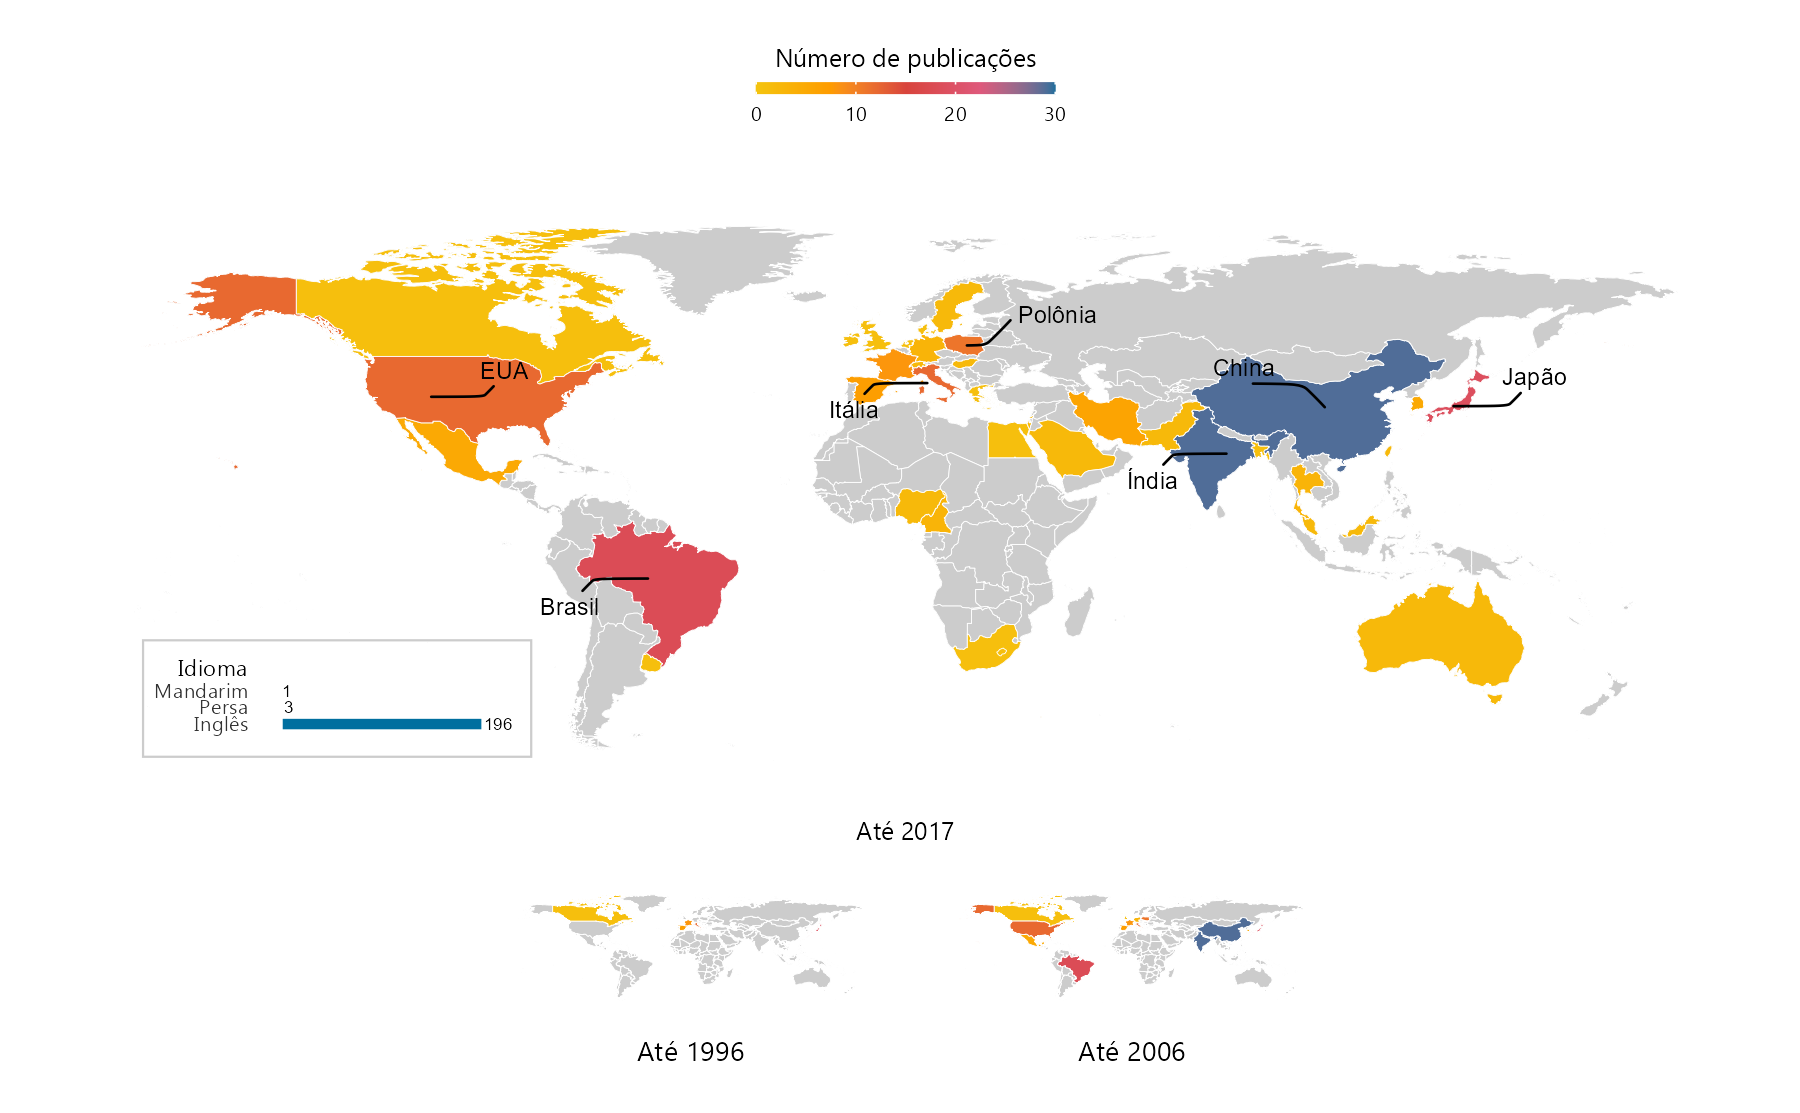 Número de publicações
0 10 20 30
Polônia
EUA
China
Japão
Itália
Índia
Brasil
Idioma
Mandarim 1
Persa 3
Inglês 196
Até 2017
Até 1996 Até 2006